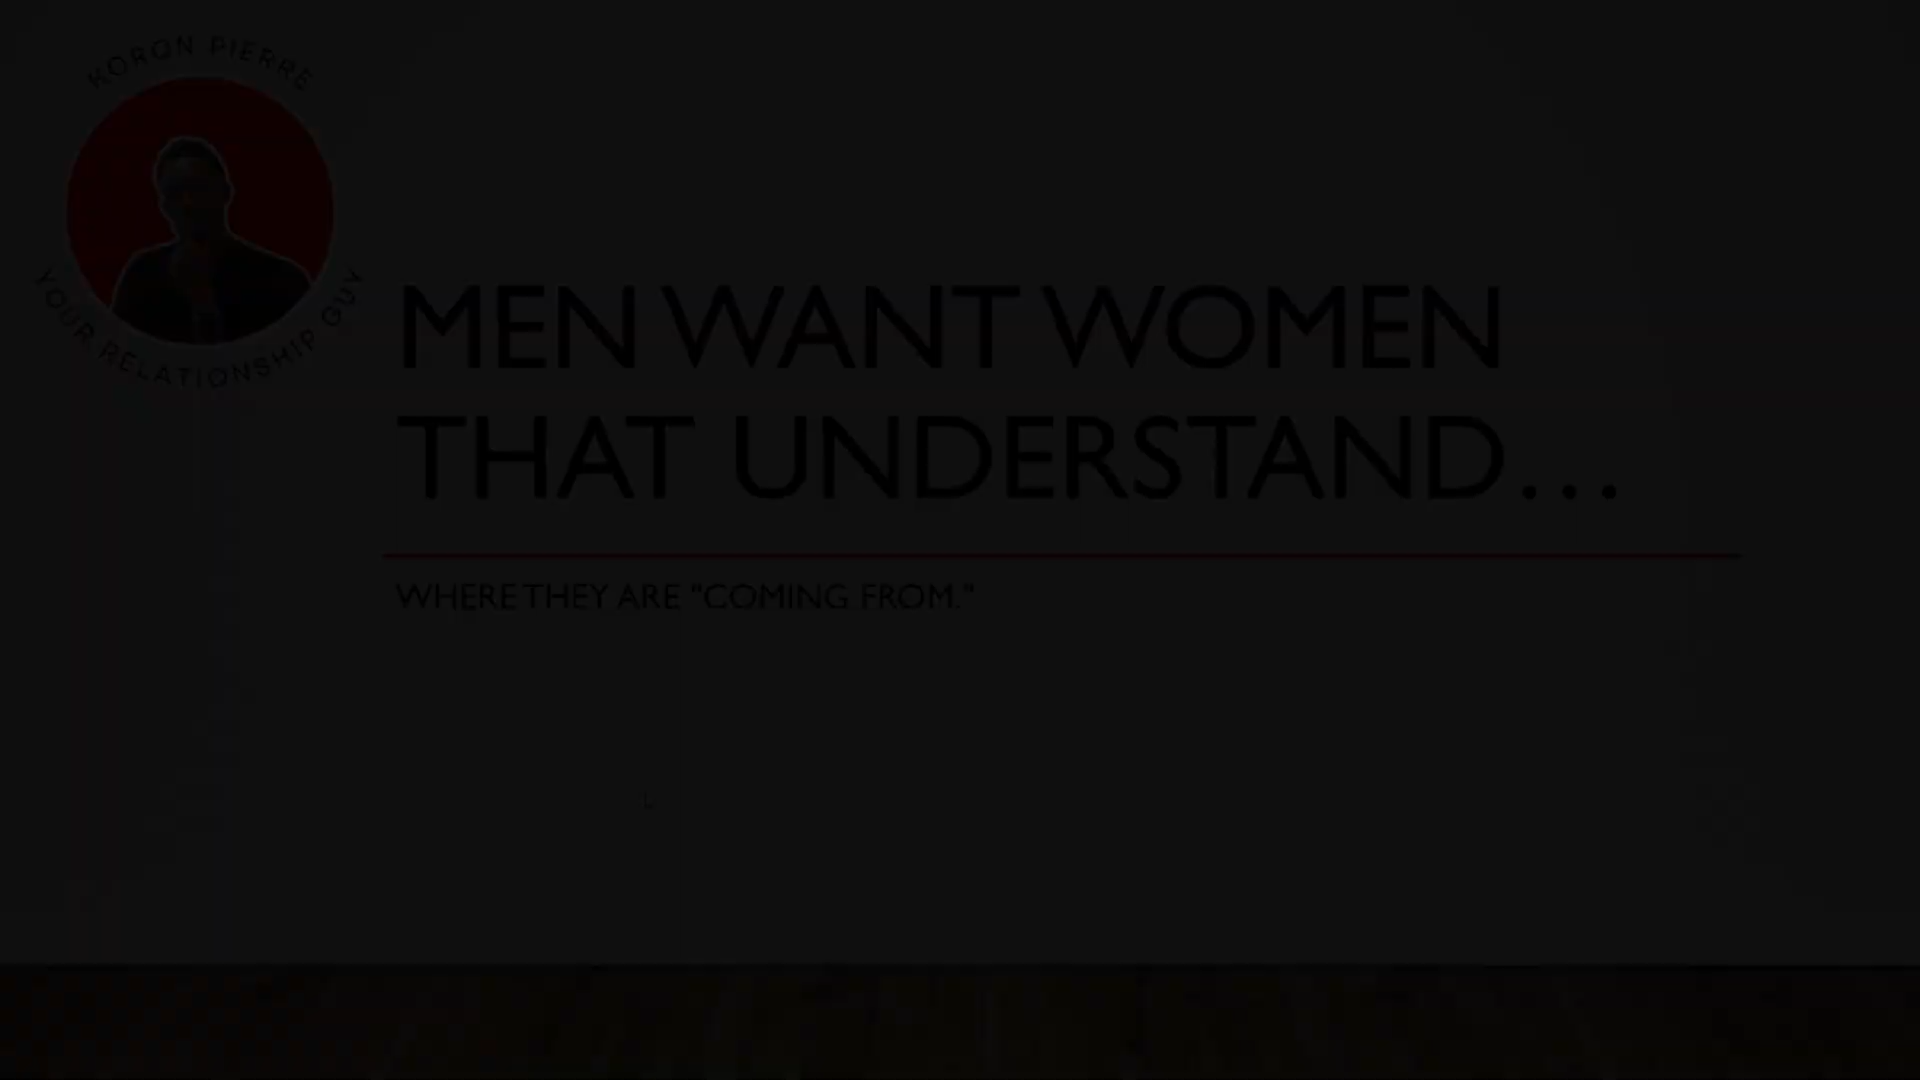 KORON PIERRE
YOUR RELATIONSHIP GUY
MEN WANT WOMEN
THAT UNDERSTAND...
WHERE THEY ARE "COMING FROM."